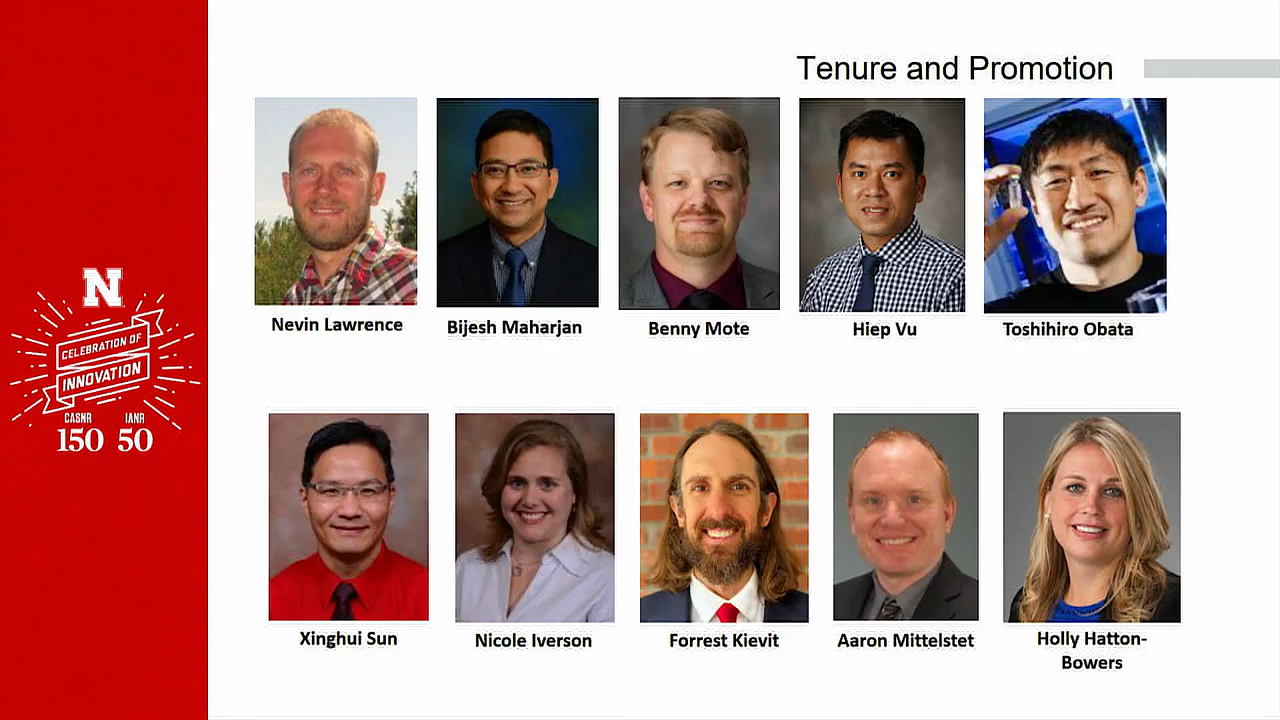 Tenure and Promotion
Nevin Lawrence
Bijesh Maharjan
Benny Mote
Hiep Vu
Toshihiro Obata
N
CELEBRATION OF
INNOVATION
CASNR IANR
150 50
Xinghui Sun
Nicole Iverson
Forrest Kievit
Aaron Mittelstet
Holly Hatton-
Bowers